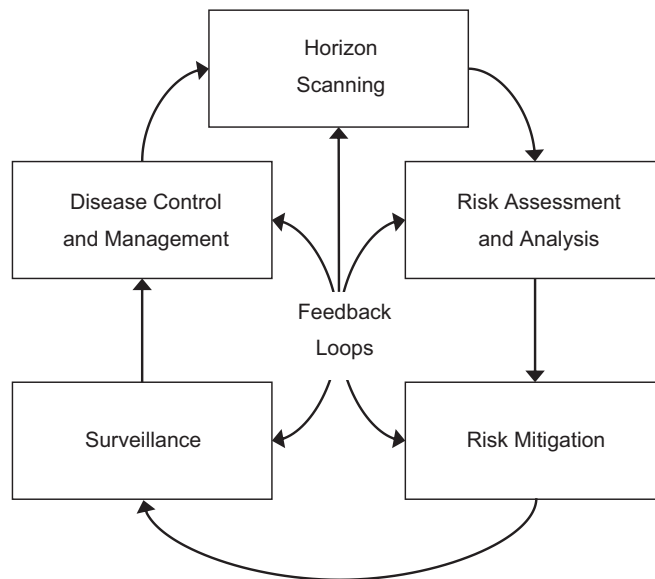 Horizon
Scanning
Disease Control
and Management
Risk Assessment
and Analysis
Feedback
Loops
Surveillance
Risk Mitigation